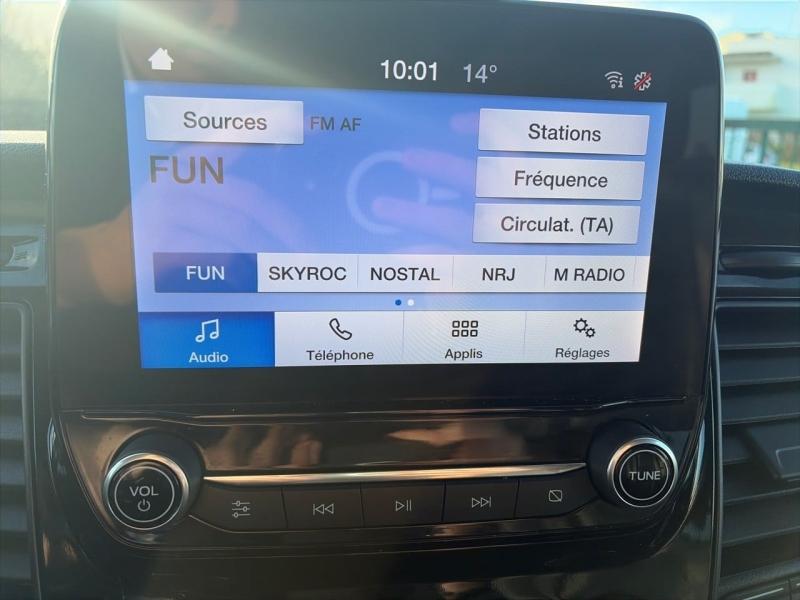 10:01 14°
Sources FM AF
Stations
FUN
Fréquence
Circulat. (TA)
FUN SKYROC NOSTAL NRJ M RADIO
Audio Téléphone Applis Réglages
VOL
TUNE